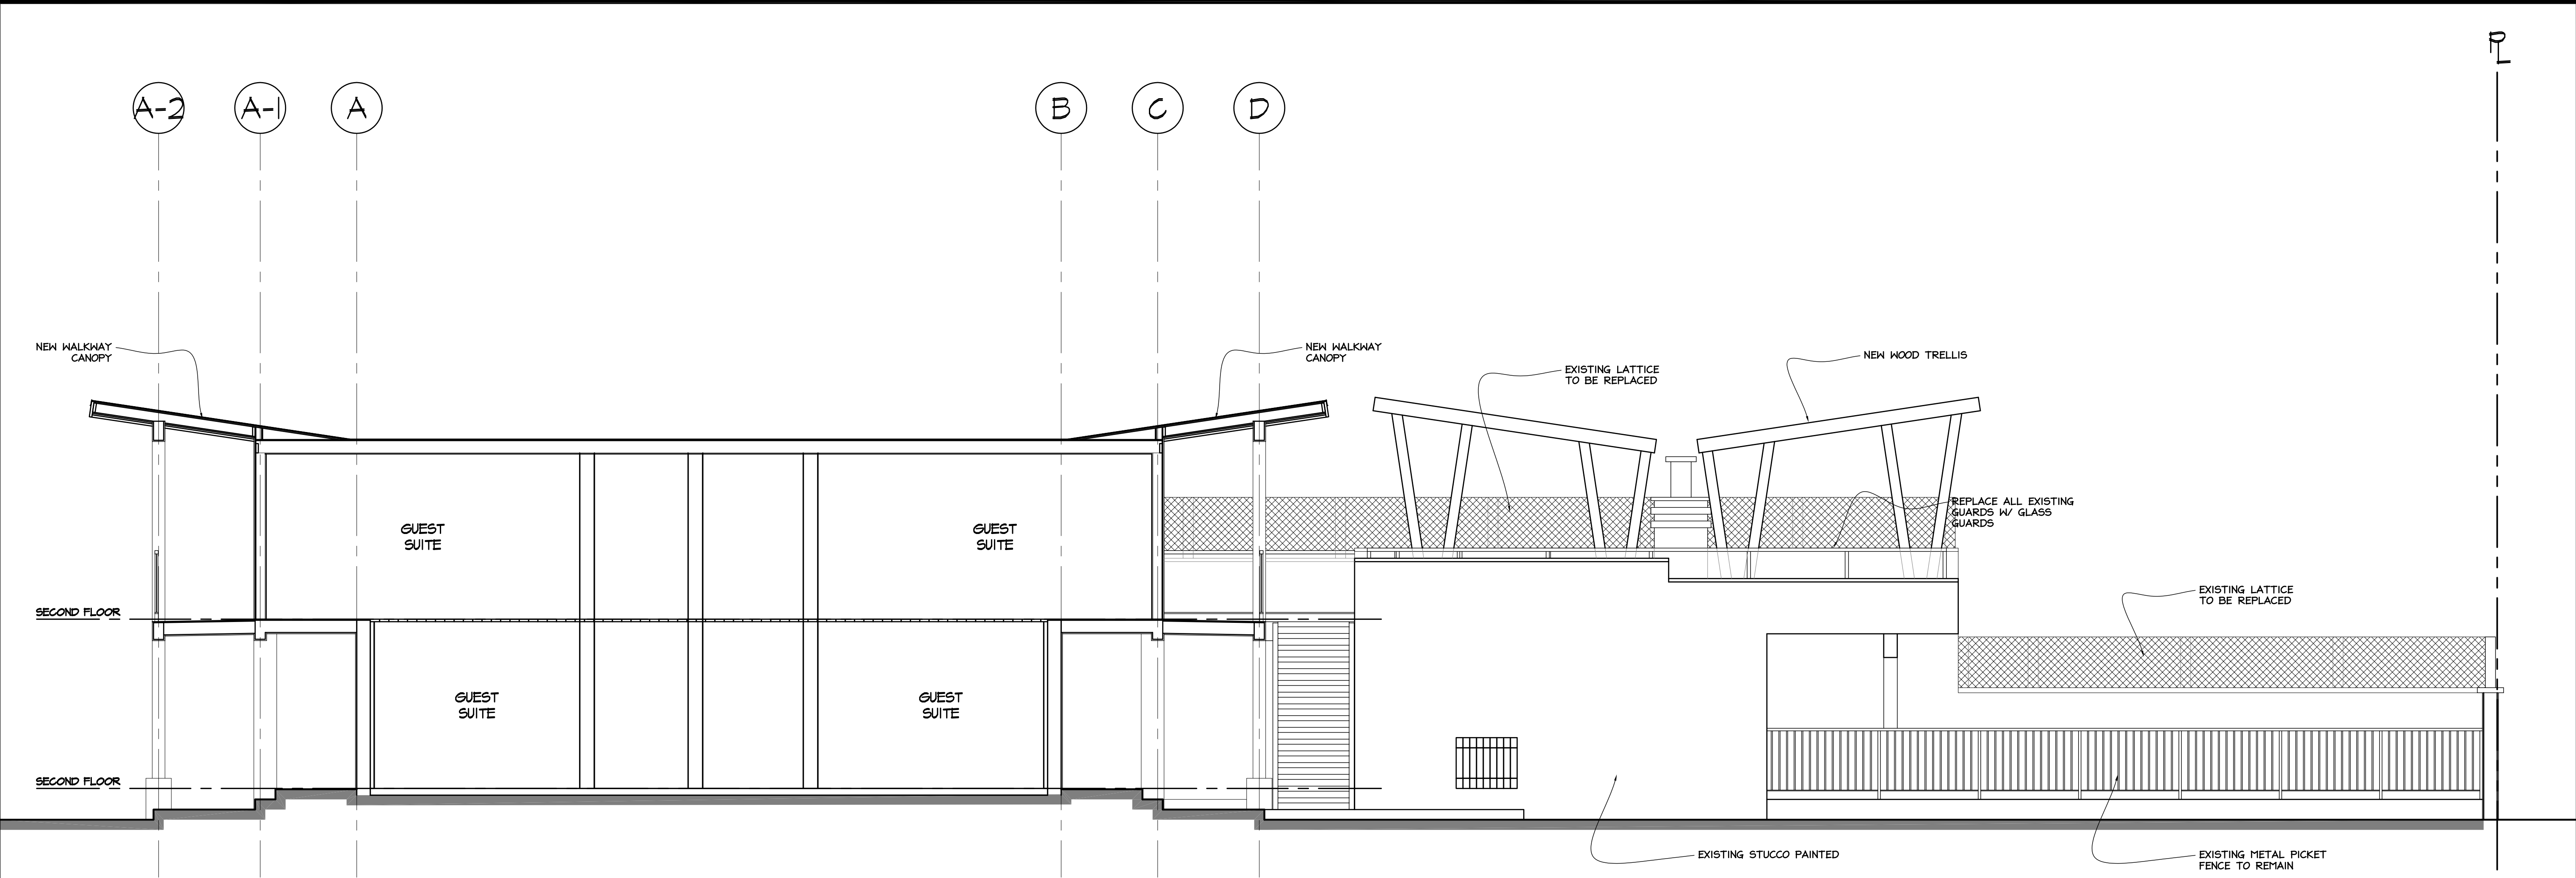 PL
A-2
A-1
A
B
C
D
NEW WALKWAY
CANOPY
NEW WALKWAY
CANOPY
EXISTING LATTICE
TO BE REPLACED
NEW WOOD TRELLIS
REPLACE ALL EXISTING
GUARDS W/ GLASS
GUARDS
GUEST
SUITE
GUEST
SUITE
SECOND FLOOR
EXISTING LATTICE
TO BE REPLACED
GUEST
SUITE
GUEST
SUITE
SECOND FLOOR
EXISTING STUCCO PAINTED
EXISTING METAL PICKET
FENCE TO REMAIN